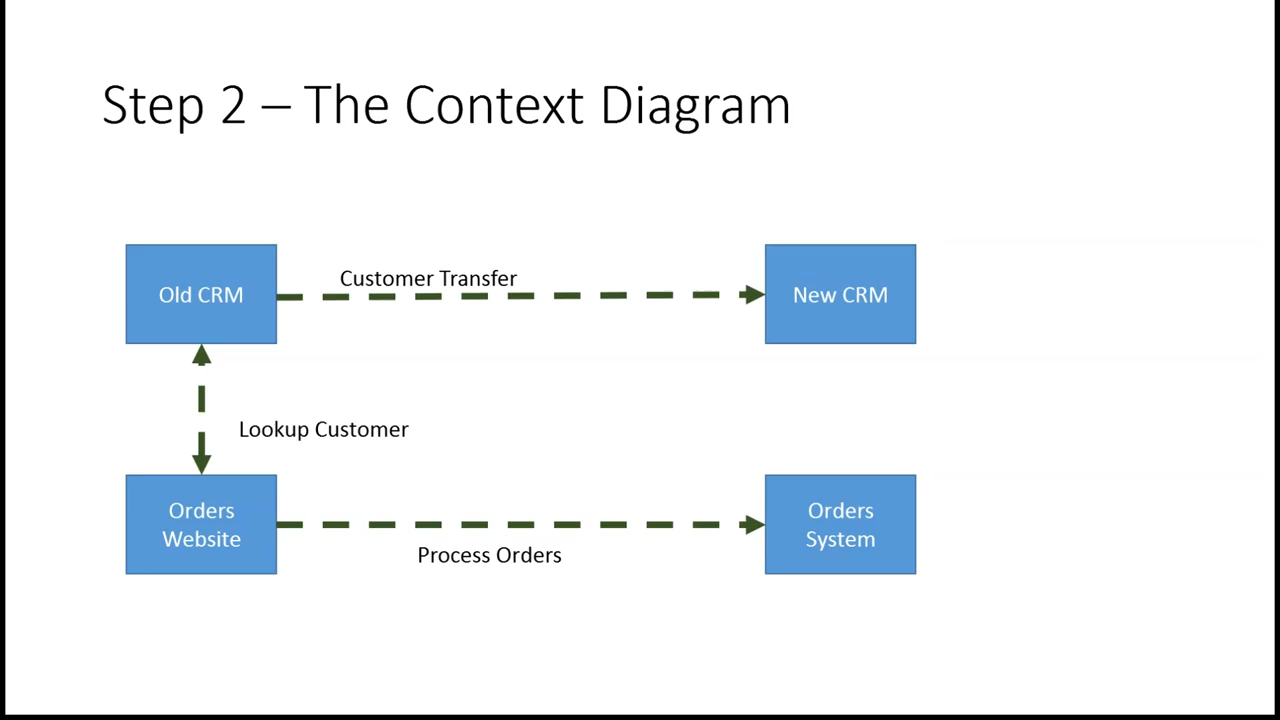 Step 2 – The Context Diagram
Old CRM
Customer Transfer
New CRM
Lookup Customer
Orders
Website
Process Orders
Orders
System